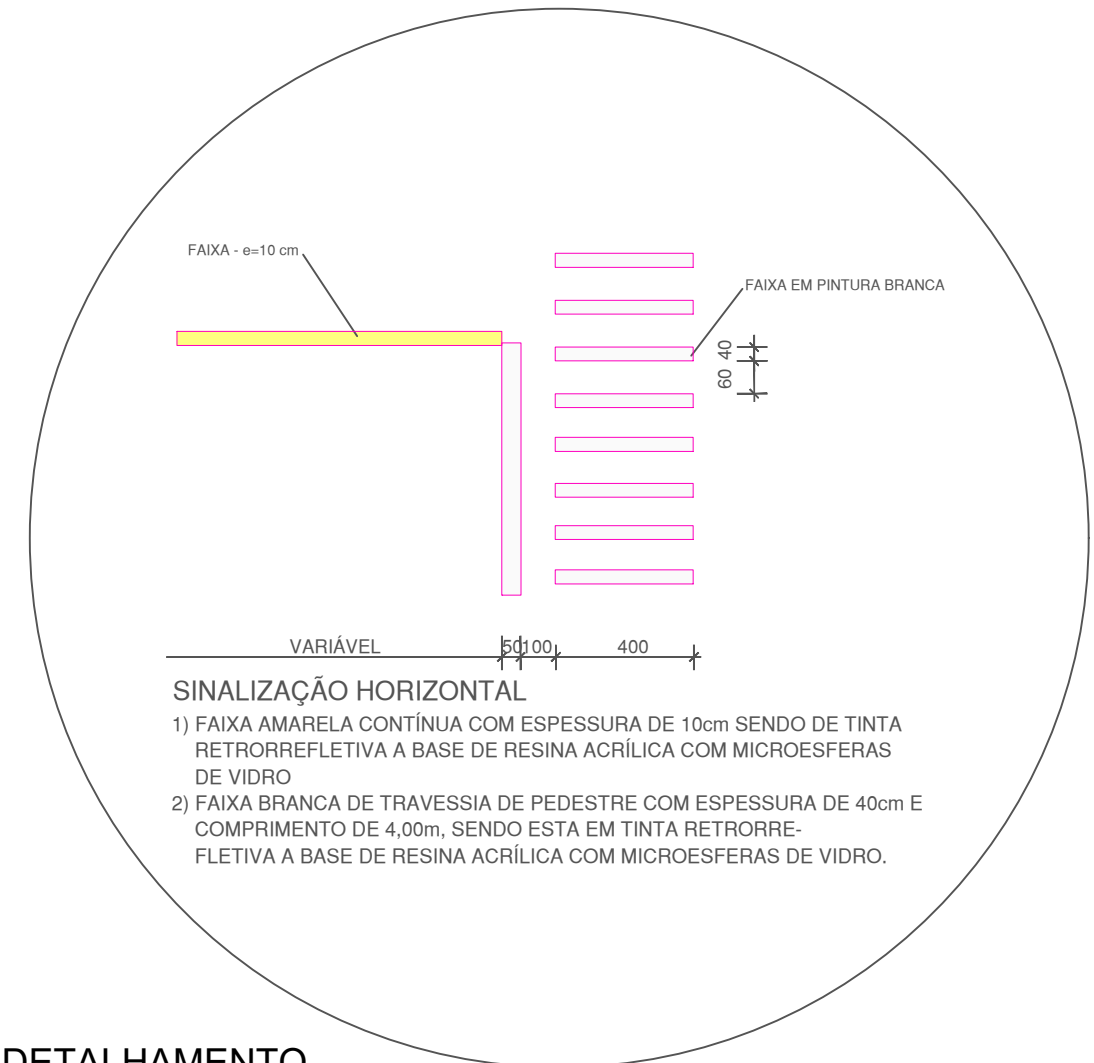 FAIXA - e=10 cm
FAIXA EM PINTURA BRANCA
40
60
VARIÁVEL
50
100
400
SINALIZAÇÃO HORIZONTAL
1) FAIXA AMARELA CONTÍNUA COM ESPESSURA DE 10cm SENDO DE TINTA
RETRORREFLETIVA A BASE DE RESINA ACRÍLICA COM MICROESFERAS
DE VIDRO
2) FAIXA BRANCA DE TRAVESSIA DE PEDESTRE COM ESPESSURA DE 40cm E
COMPRIMENTO DE 4,00m, SENDO ESTA EM TINTA RETRORRE-
FLETIVA A BASE DE RESINA ACRÍLICA COM MICROESFERAS DE VIDRO.
DETALHAMENTO